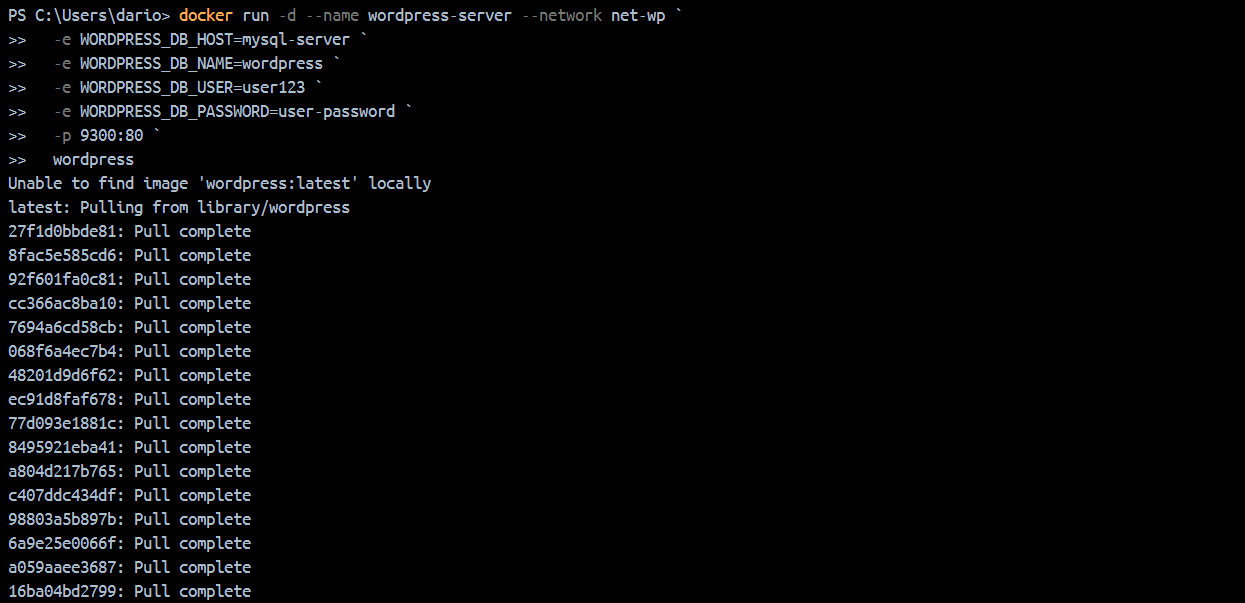 PS C:\Users\dario> docker run -d --name wordpress-server --network net-wp `
>>   -e WORDPRESS_DB_HOST=mysql-server `
>>   -e WORDPRESS_DB_NAME=wordpress `
>>   -e WORDPRESS_DB_USER=user123 `
>>   -e WORDPRESS_DB_PASSWORD=user-password `
>>   -p 9300:80 `
>>   wordpress
Unable to find image 'wordpress:latest' locally
latest: Pulling from library/wordpress
27f1d0bbde81: Pull complete
8fac5e585cd6: Pull complete
92f601fa0c81: Pull complete
cc366ac8ba10: Pull complete
7694a6cd58cb: Pull complete
068f6a4ec7b4: Pull complete
48201d9d6f62: Pull complete
ec91d8faf678: Pull complete
77d093e1881c: Pull complete
8495921eba41: Pull complete
a804d217b765: Pull complete
c407ddc434df: Pull complete
98803a5b897b: Pull complete
6a9e25e0066f: Pull complete
a059aaee3687: Pull complete
16ba04bd2799: Pull complete